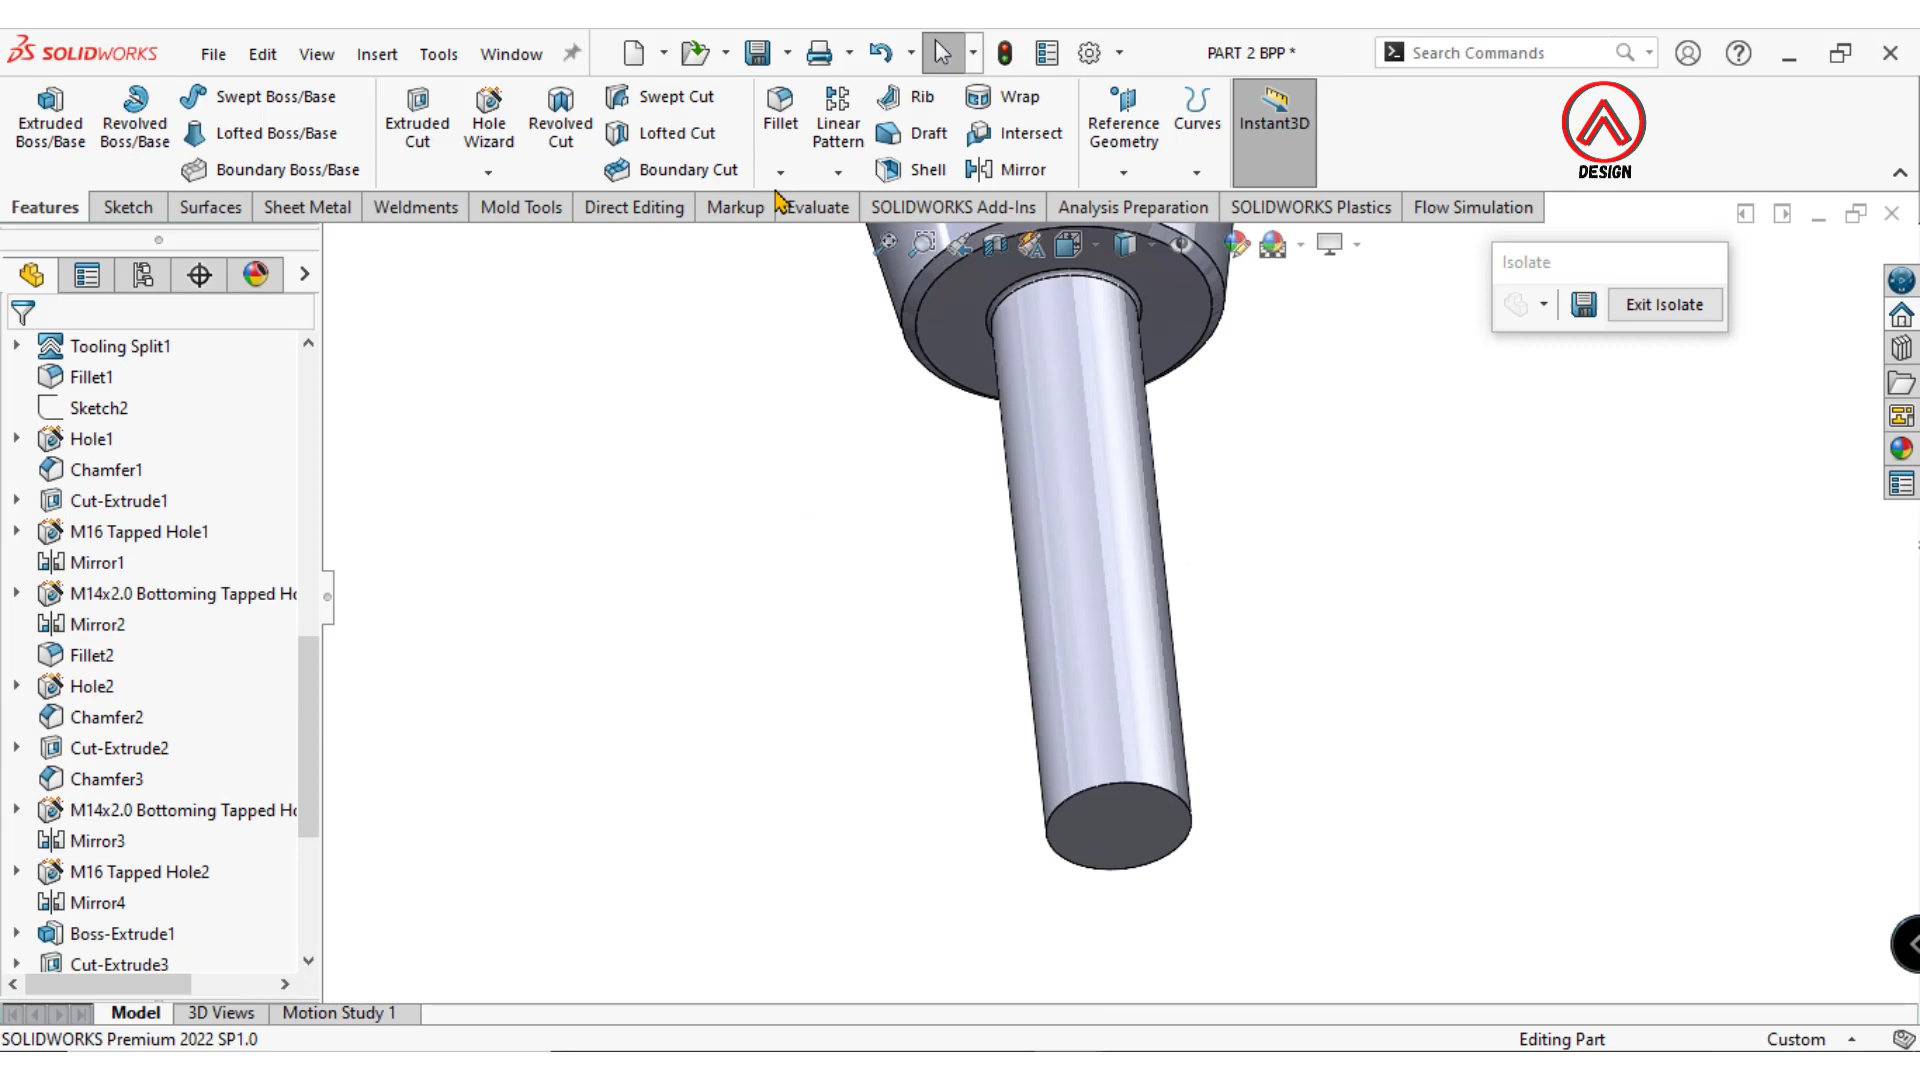 SOLIDWORKS File Edit View Insert Tools Window PART 2 BPP * Search Commands
Extruded Boss/Base
Revolved Boss/Base
Swept Boss/Base
Lofted Boss/Base
Boundary Boss/Base
Extruded Cut
Hole Wizard
Revolved Cut
Swept Cut
Lofted Cut
Boundary Cut
Fillet
Linear Pattern
Rib
Draft
Shell
Wrap
Intersect
Mirror
Reference Geometry
Curves
Instant3D
DESIGN
Features Sketch Surfaces Sheet Metal Weldments Mold Tools Direct Editing Markup Evaluate SOLIDWORKS Add-Ins Analysis Preparation SOLIDWORKS Plastics Flow Simulation
Isolate
Exit Isolate
Tooling Split1
Fillet1
Sketch2
Hole1
Chamfer1
Cut-Extrude1
M16 Tapped Hole1
Mirror1
M14x2.0 Bottoming Tapped Ho
Mirror2
Fillet2
Hole2
Chamfer2
Cut-Extrude2
Chamfer3
M14x2.0 Bottoming Tapped Ho
Mirror3
M16 Tapped Hole2
Mirror4
Boss-Extrude1
Cut-Extrude3
Model 3D Views Motion Study 1
SOLIDWORKS Premium 2022 SP1.0 Editing Part Custom